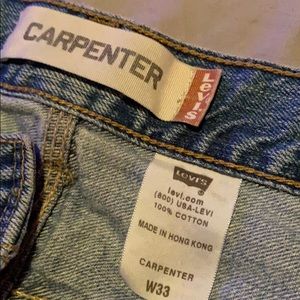 CARPENTER
Levi's
Levi's
levi.com
(800) USA-LEVI
100% COTTON
MADE IN HONG KONG
CARPENTER
W33